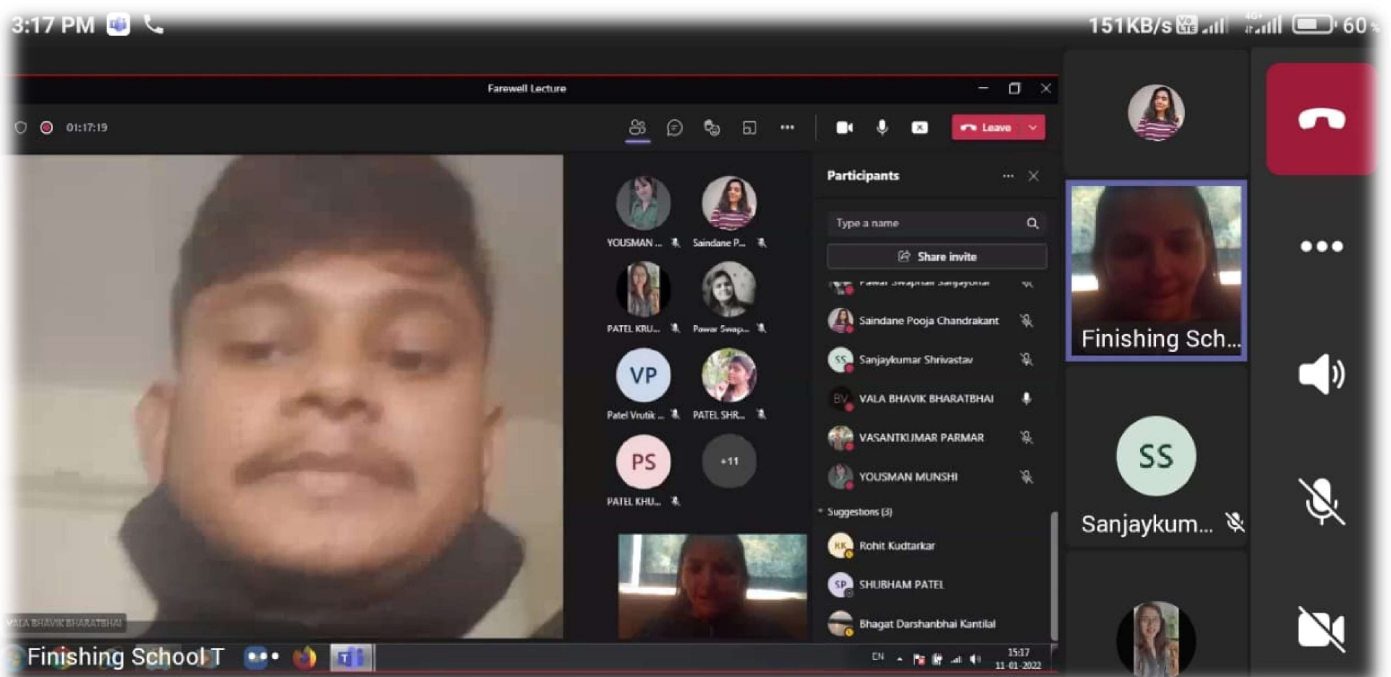 3:17 PM
151KB/s Vo LTE 4G+ 60%
Farewell Lecture
01:17:19
Leave
Participants
Type a name
Share invite
YOUSMAN ...
Saindane P...
PATEL KRU...
Pawar Swap...
VP
Patel Vrutik ...
PATEL SHR...
PS
+11
PATEL KHU...
Saindane Pooja Chandrakant
SS Sanjaykumar Shrivastav
BV VALA BHAVIK BHARATBHAI
VASANTKUMAR PARMAR
YOUSMAN MUNSHI
Suggestions (3)
RK Rohit Kudtarkar
SP SHUBHAM PATEL
Bhagat Darshanbhai Kantilal
VALA BHAVIK BHARATBHAI
Finishing School T
EN
15:17
11-01-2022
Finishing Sch...
SS
Sanjaykum...